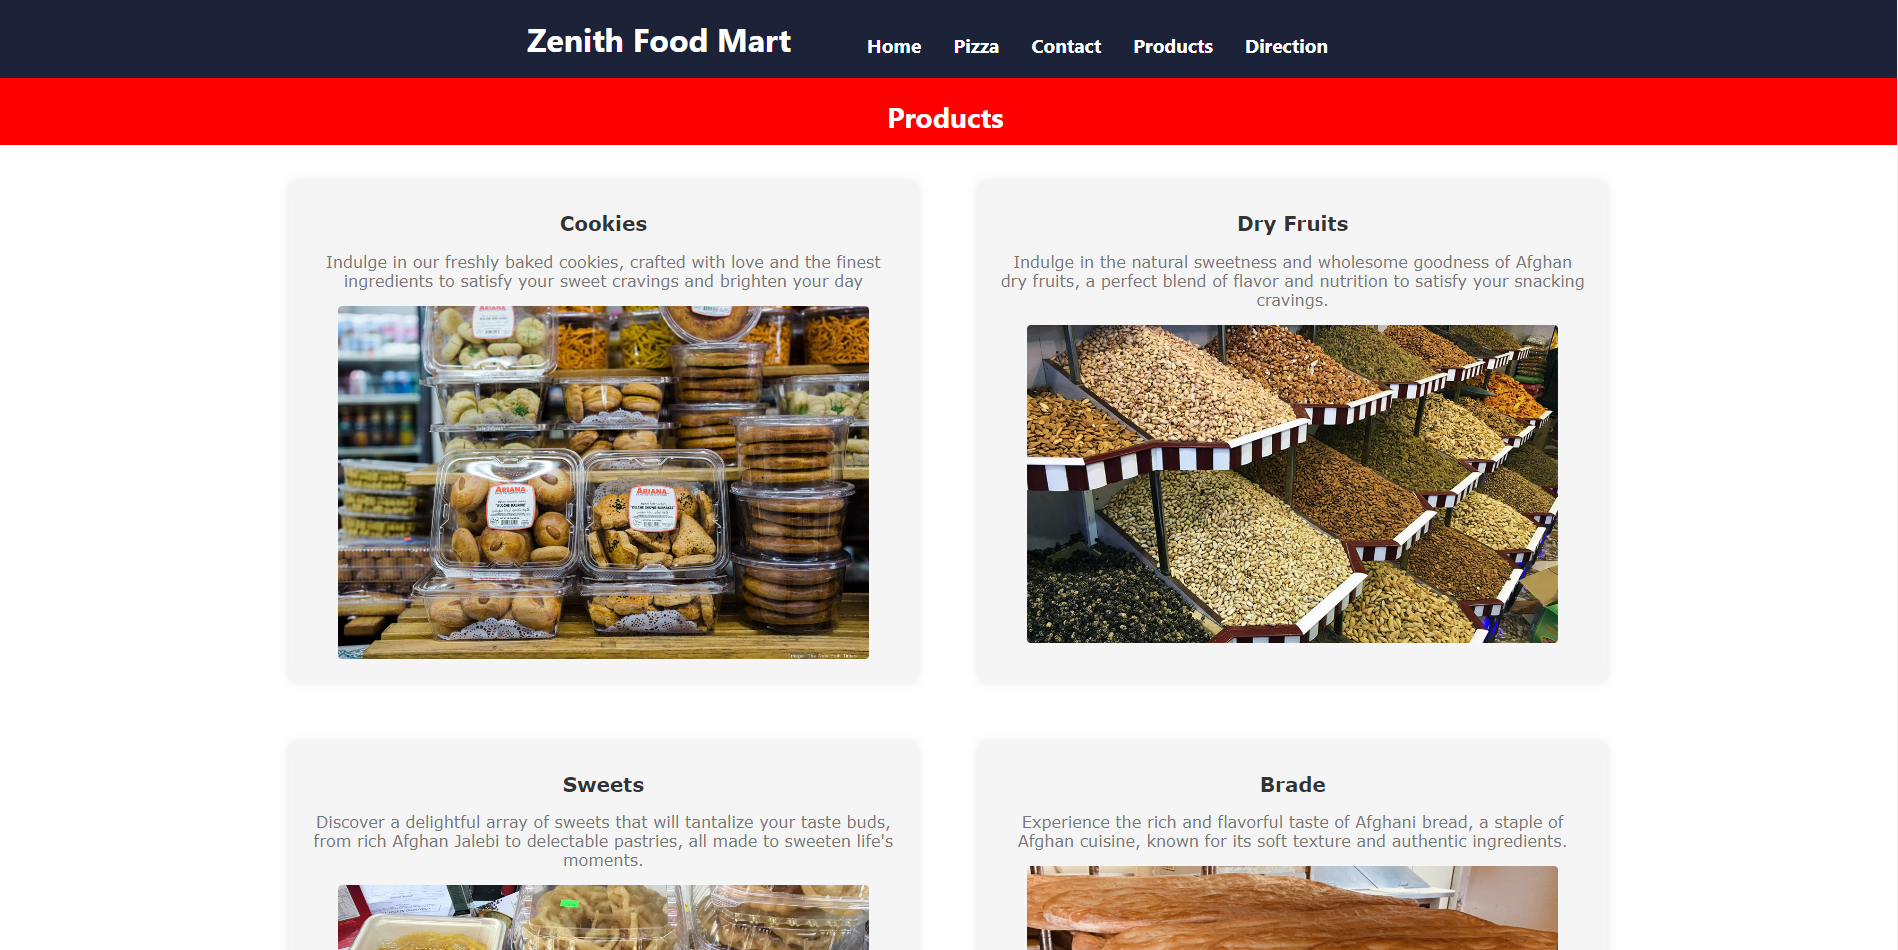 Zenith Food Mart
Home Pizza Contact Products Direction
Products
Cookies
Indulge in our freshly baked cookies, crafted with love and the finest
ingredients to satisfy your sweet cravings and brighten your day
ARIANA
ARIANA
ARIANA
Dry Fruits
Indulge in the natural sweetness and wholesome goodness of Afghan
dry fruits, a perfect blend of flavor and nutrition to satisfy your snacking
cravings.
Sweets
Discover a delightful array of sweets that will tantalize your taste buds,
from rich Afghan Jalebi to delectable pastries, all made to sweeten life's
moments.
Brade
Experience the rich and flavorful taste of Afghani bread, a staple of
Afghan cuisine, known for its soft texture and authentic ingredients.